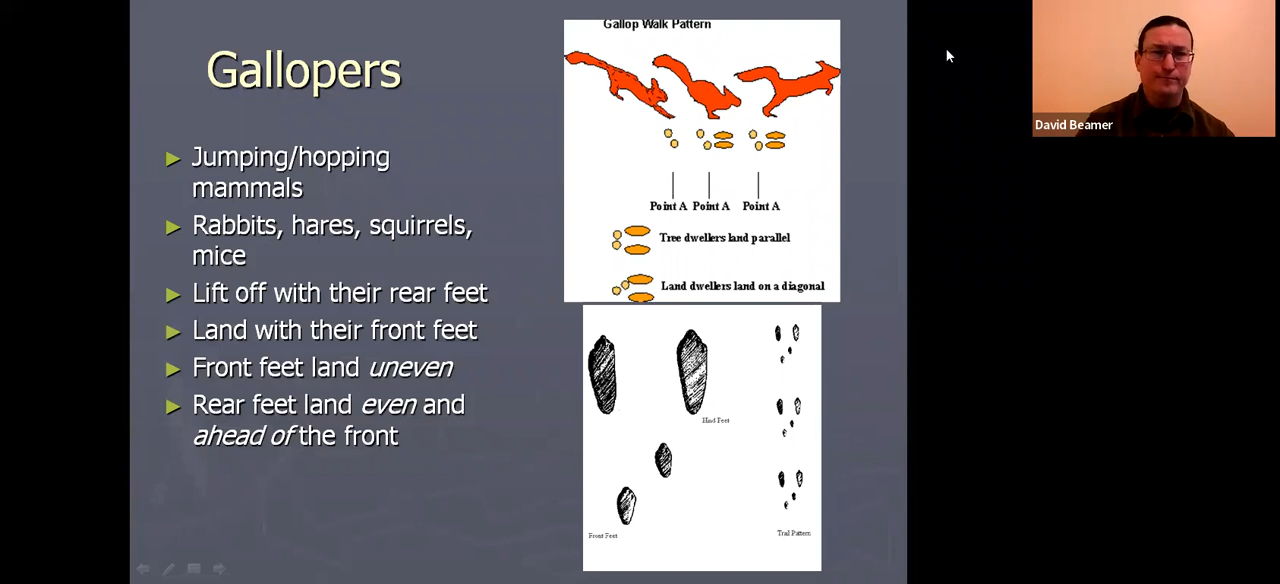 Gallopers
Jumping/hopping
mammals
Rabbits, hares, squirrels,
mice
Lift off with their rear feet
Land with their front feet
Front feet land uneven
Rear feet land even and
ahead of the front
Gallop Walk Pattern
Point A Point A Point A
Tree dwellers land parallel
Land dwellers land on a diagonal
Hind Feet
Front Feet
Trail Pattern
David Beamer